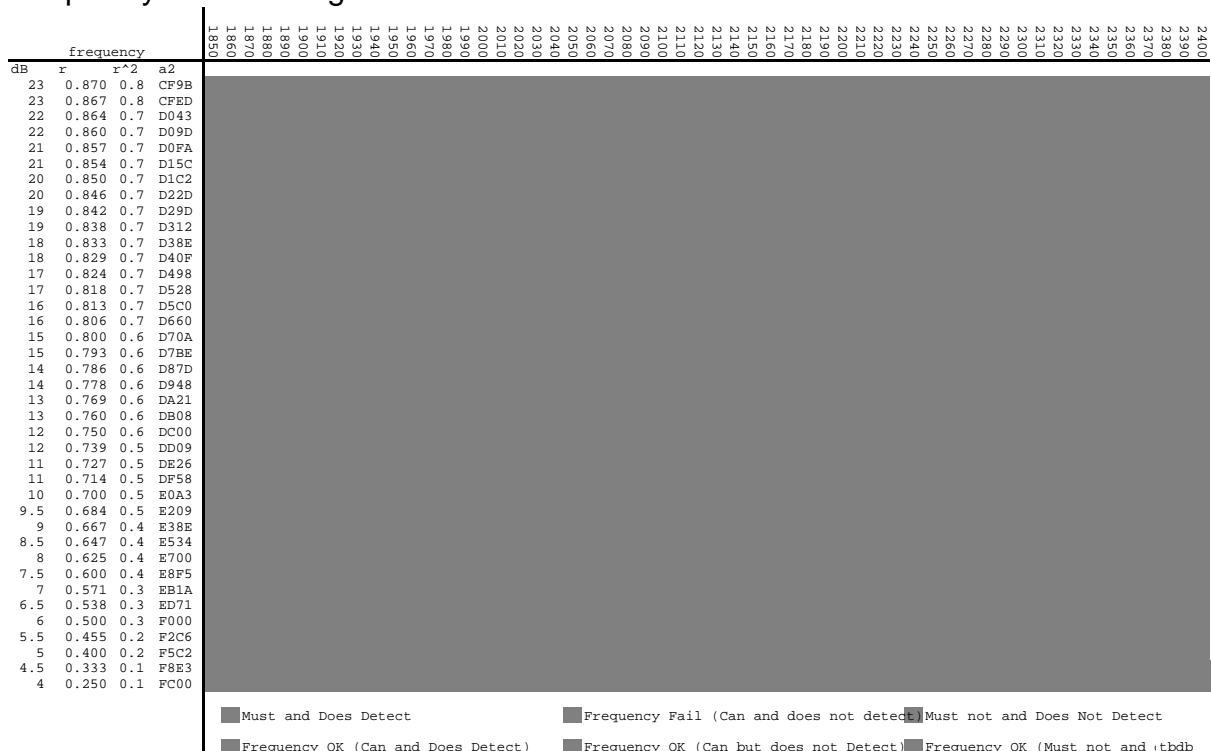 1850 1860 1870 1880 1890 1900 1910 1920 1930 1940 1950 1960 1970 1980 1990 2000 2010 2020 2030 2040 2050 2060 2070 2080 2090 2100 2110 2120 2130 2140 2150 2160 2170 2180 2190 2200 2210 2220 2230 2240 2250 2260 2270 2280 2290 2300 2310 2320 2330 2340 2350 2360 2370 2380 2390 2400
frequency
dB r r^2 a2
23 0.870 0.8 CF9B
23 0.867 0.8 CFED
22 0.864 0.7 D043
22 0.860 0.7 D09D
21 0.857 0.7 D0FA
21 0.854 0.7 D15C
20 0.850 0.7 D1C2
20 0.846 0.7 D22D
19 0.842 0.7 D29D
19 0.838 0.7 D312
18 0.833 0.7 D38E
18 0.829 0.7 D40F
17 0.824 0.7 D498
17 0.818 0.7 D528
16 0.813 0.7 D5C0
16 0.806 0.7 D660
15 0.800 0.6 D70A
15 0.793 0.6 D7BE
14 0.786 0.6 D87D
14 0.778 0.6 D948
13 0.769 0.6 DA21
13 0.760 0.6 DB08
12 0.750 0.6 DC00
12 0.739 0.5 DD09
11 0.727 0.5 DE26
11 0.714 0.5 DF58
10 0.700 0.5 E0A3
9.5 0.684 0.5 E209
9 0.667 0.4 E38E
8.5 0.647 0.4 E534
8 0.625 0.4 E700
7.5 0.600 0.4 E8F5
7 0.571 0.3 EB1A
6.5 0.538 0.3 ED71
6 0.500 0.3 F000
5.5 0.455 0.2 F2C6
5 0.400 0.2 F5C2
4.5 0.333 0.1 F8E3
4 0.250 0.1 FC00
Must and Does Detect Frequency Fail (Can and does not detect) Must not and Does Not Detect
Frequency OK (Can and Does Detect) Frequency OK (Can but does not Detect) Frequency OK (Must not and